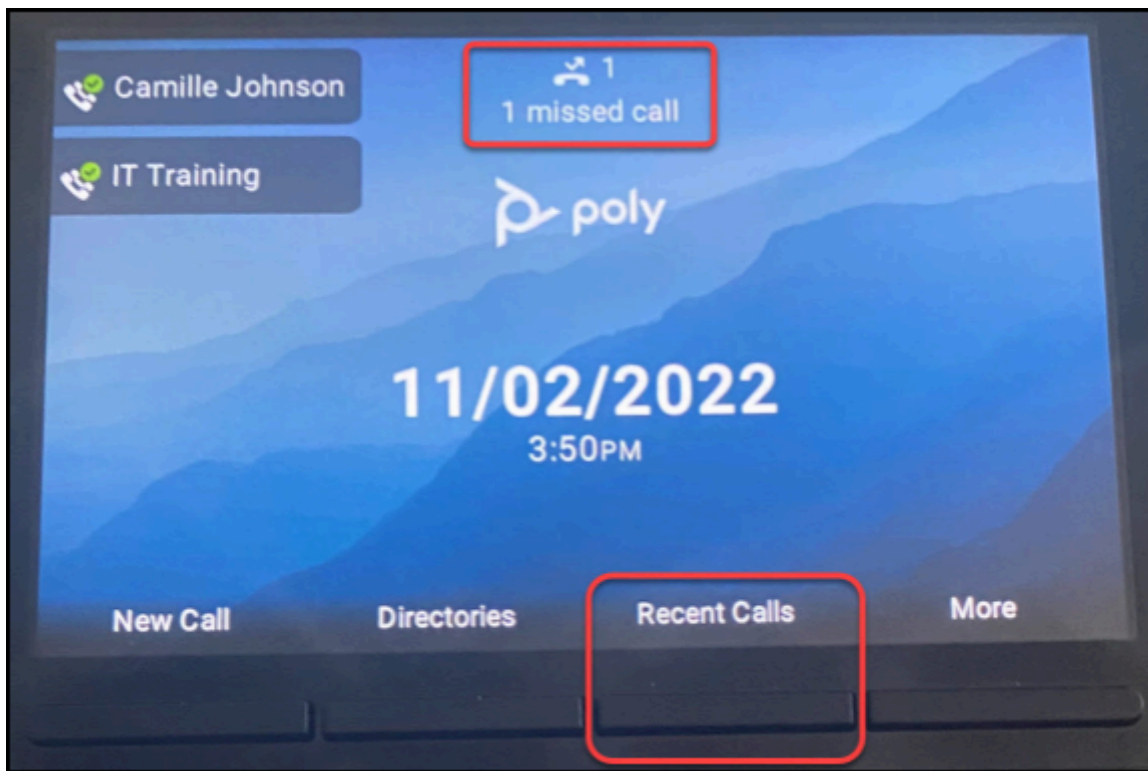 Camille Johnson
1
1 missed call
IT Training
poly
11/02/2022
3:50PM
New Call
Directories
Recent Calls
More